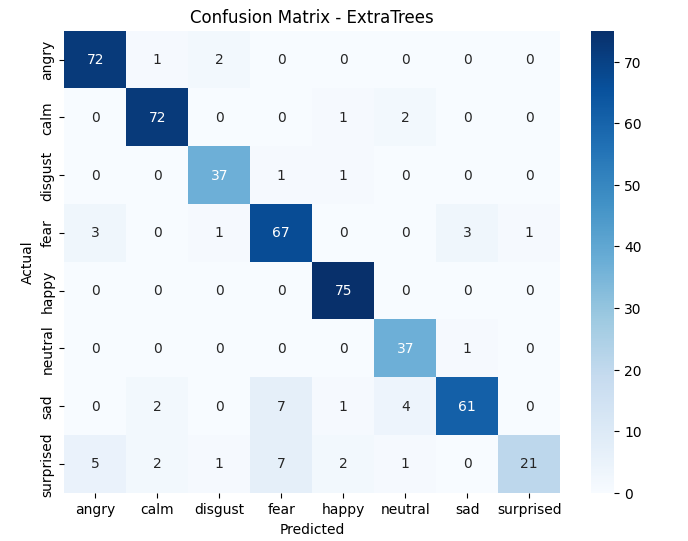 Confusion Matrix - ExtraTrees
angry 72 1 2 0 0 0 0 0
calm 0 72 0 0 1 2 0 0
disgust 0 0 37 1 1 0 0 0
fear 3 0 1 67 0 0 3 1
happy 0 0 0 0 75 0 0 0
neutral 0 0 0 0 0 37 1 0
sad 0 2 0 7 1 4 61 0
surprised 5 2 1 7 2 1 0 21
angry calm disgust fear happy neutral sad surprised
Predicted
Actual
70
60
50
40
30
20
10
0